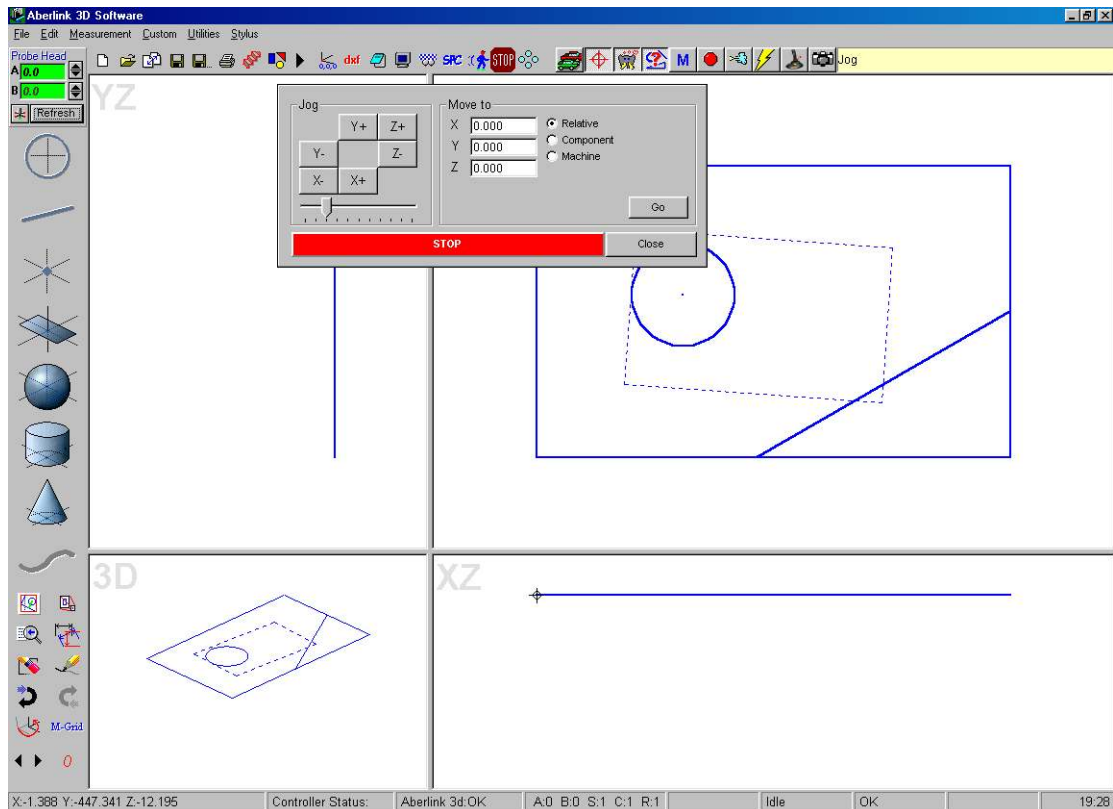 Aberlink 3D Software
File Edit Measurement Custom Utilities Stylus
Probe Head
A 0.0
B 0.0
Refresh
dxf SPC STOP M Jog
YZ
Jog
Y+ Z+
Y- Z-
X- X+
Move to
X 0.000 Relative
Y 0.000 Component
Z 0.000 Machine
Go
STOP Close
3D
XZ
M-Grid
0
X:-1.388 Y:-447.341 Z:-12.195 Controller Status: Aberlink 3d:OK A:0 B:0 S:1 C:1 R:1 Idle OK 19:28